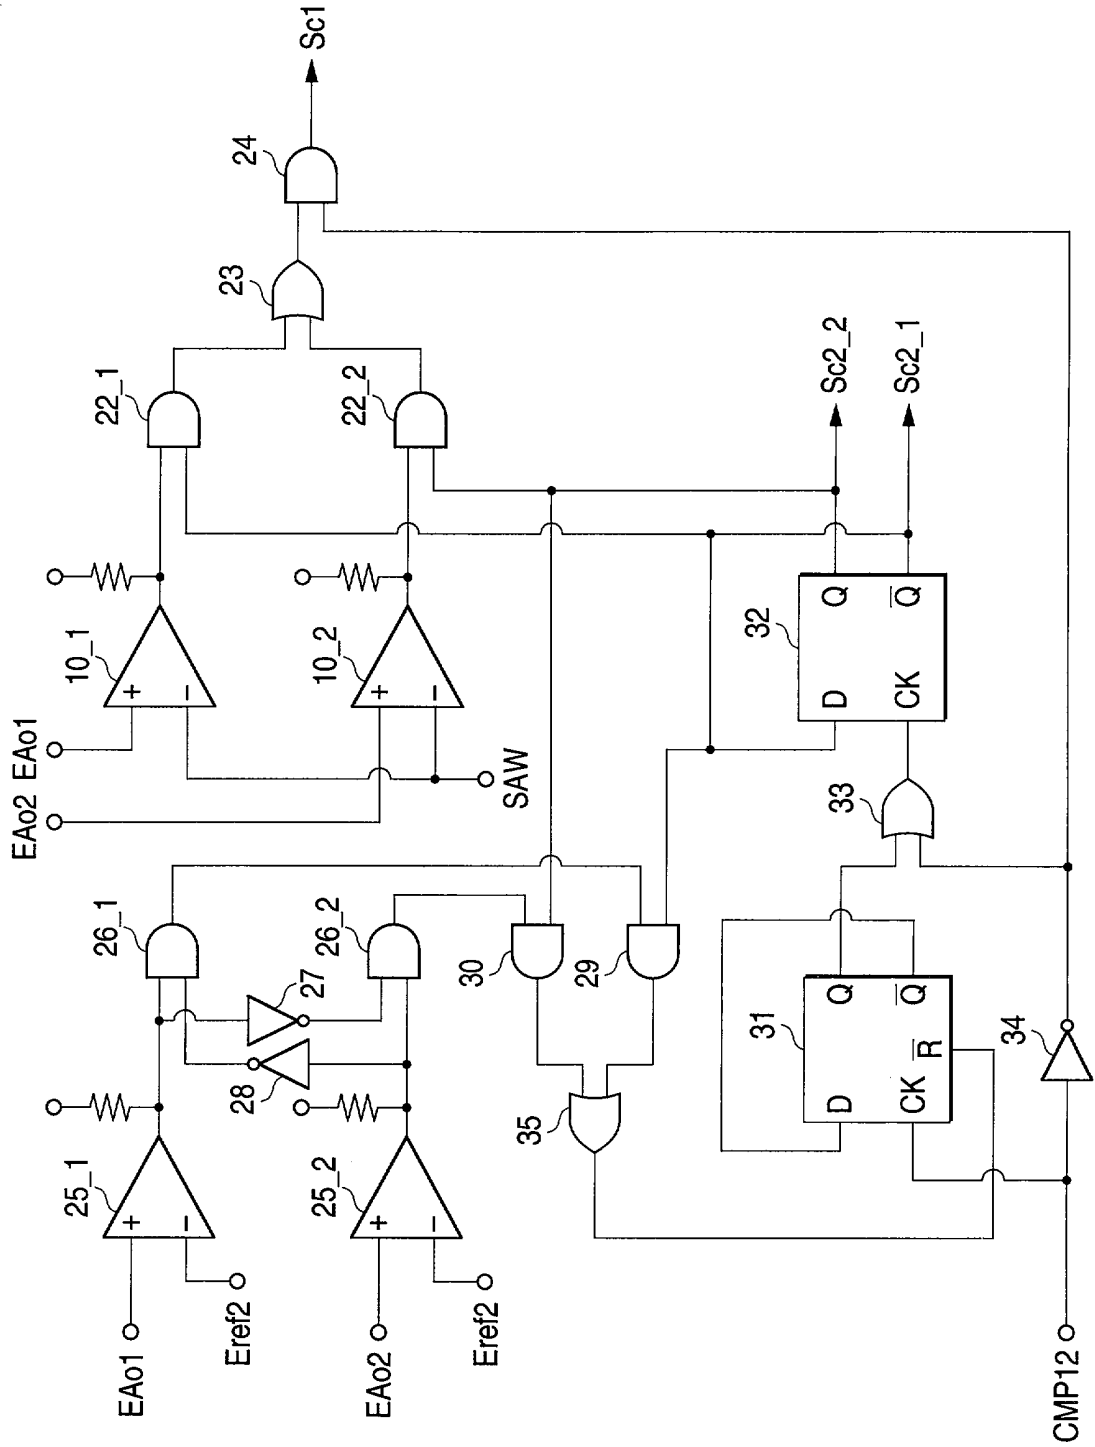 Sc1
24
23
22_1
22_2
Sc2_2
Sc2_1
10_1
+
−
10_2
+
−
EAo1
EAo2
SAW
32
Q
Q
D
CK
33
26_1
26_2
27
28
30
29
31
Q
Q
D
CK
R
34
35
25_1
+
−
25_2
+
−
EAo1
Eref2
EAo2
Eref2
CMP12